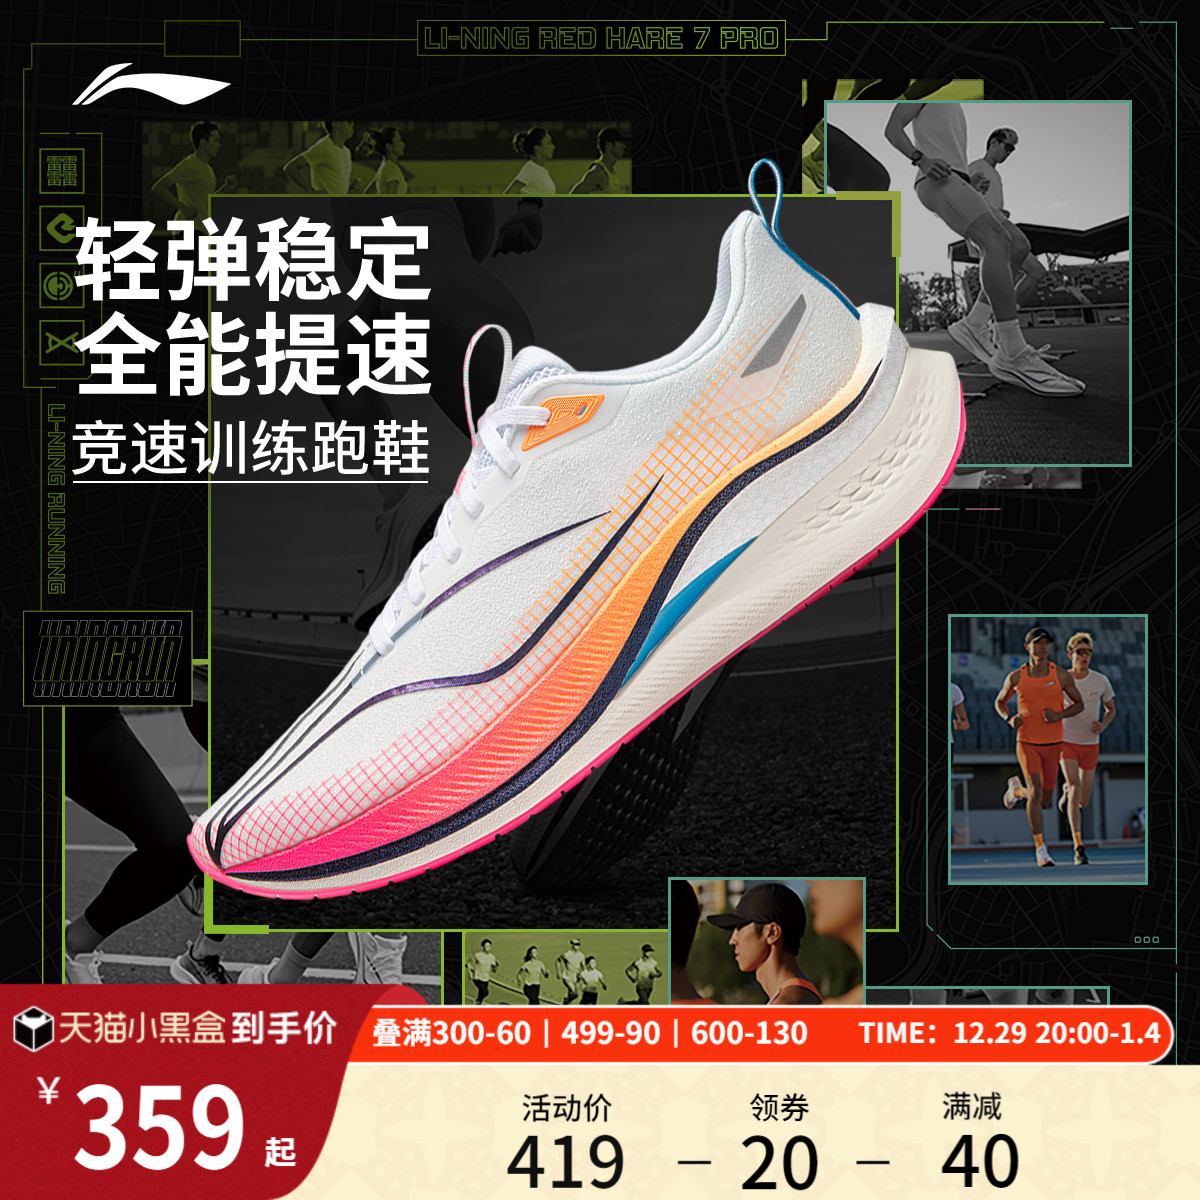 LI-NING RED HARE 7 PRO
轻弹稳定
全能提速
竞速训练跑鞋
LI-NING RUNNING
天猫小黑盒 到手价
¥359起
叠满300-60 | 499-90 | 600-130
TIME: 12.29 20:00-1.4
活动价 领券 满减
419 – 20 – 40